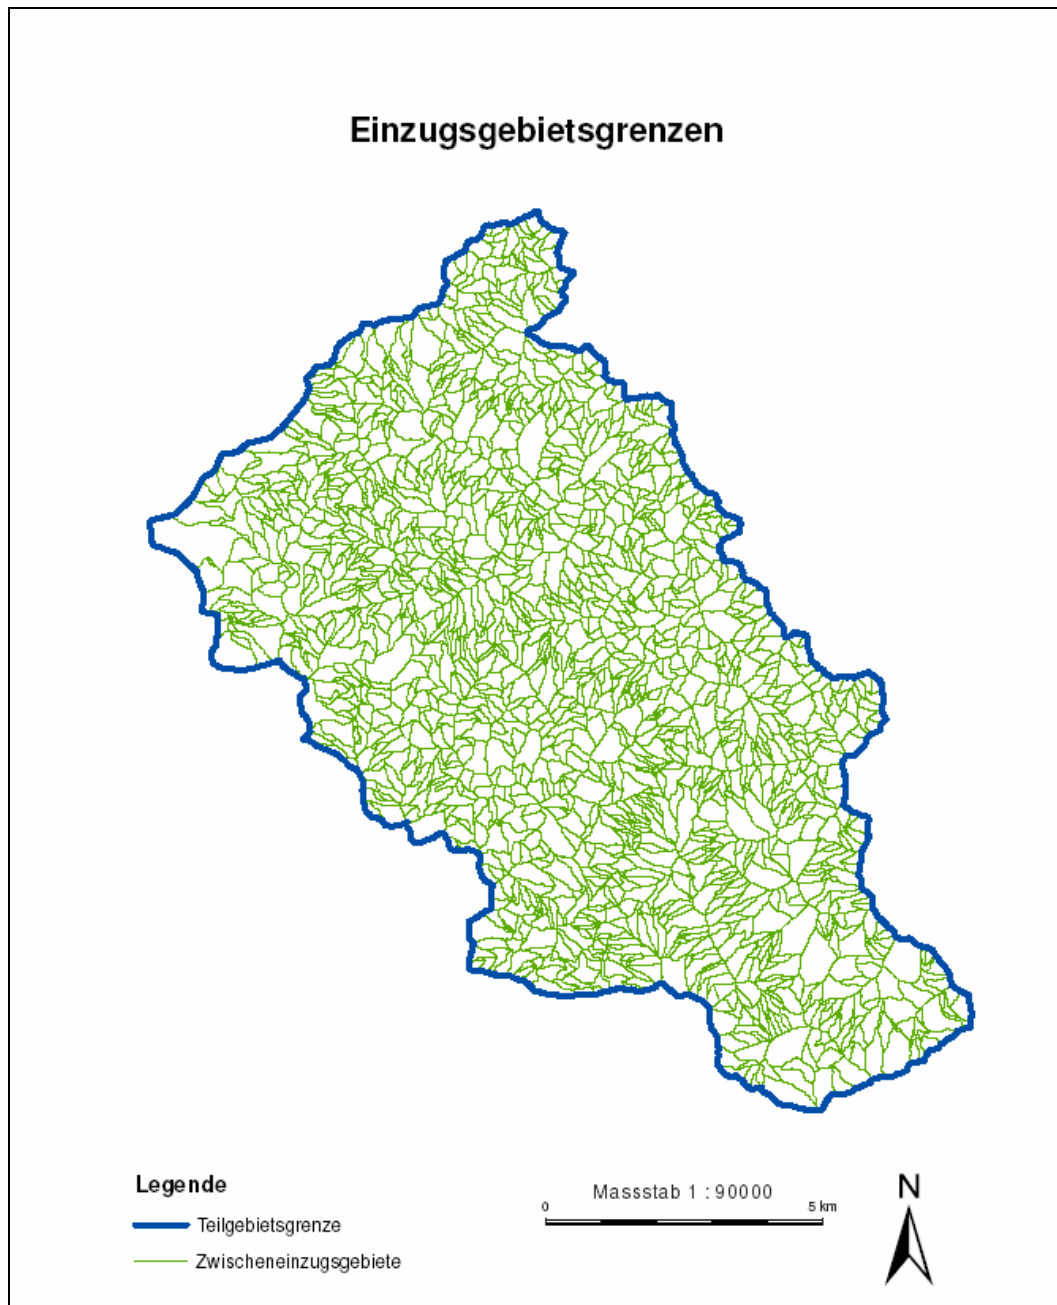 Einzugsgebietsgrenzen
Legende
Teilgebietsgrenze
Zwischeneinzugsgebiete
Massstab 1 : 90000
0 5 km
N